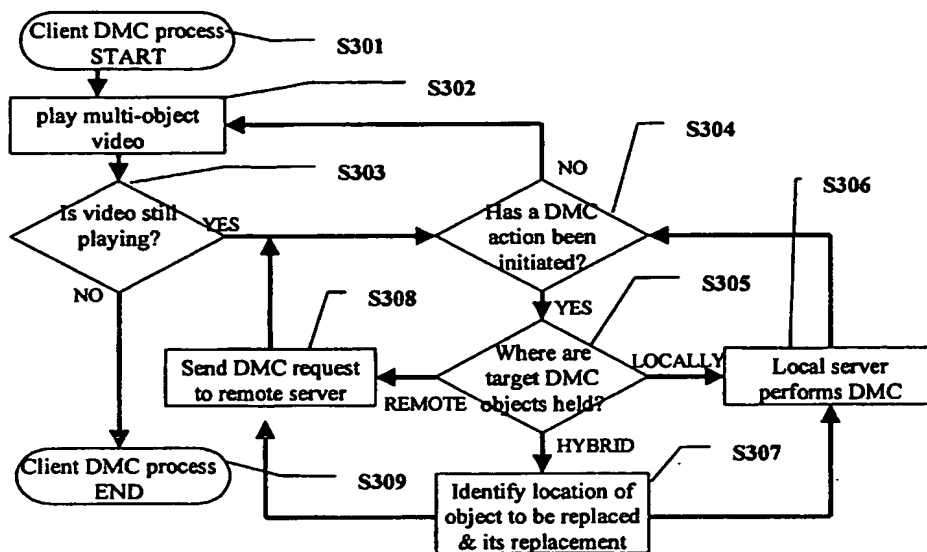 Client DMC process
START
S301
S302
play multi-object
video
S303
Is video still
playing?
YES
NO
S304
NO
Has a DMC
action been
initiated?
YES
S305
Where are
target DMC
objects held?
LOCALLY
REMOTE
HYBRID
S306
Local server
performs DMC
S308
Send DMC request
to remote server
S307
Identify location of
object to be replaced
& its replacement
Client DMC process
END
S309